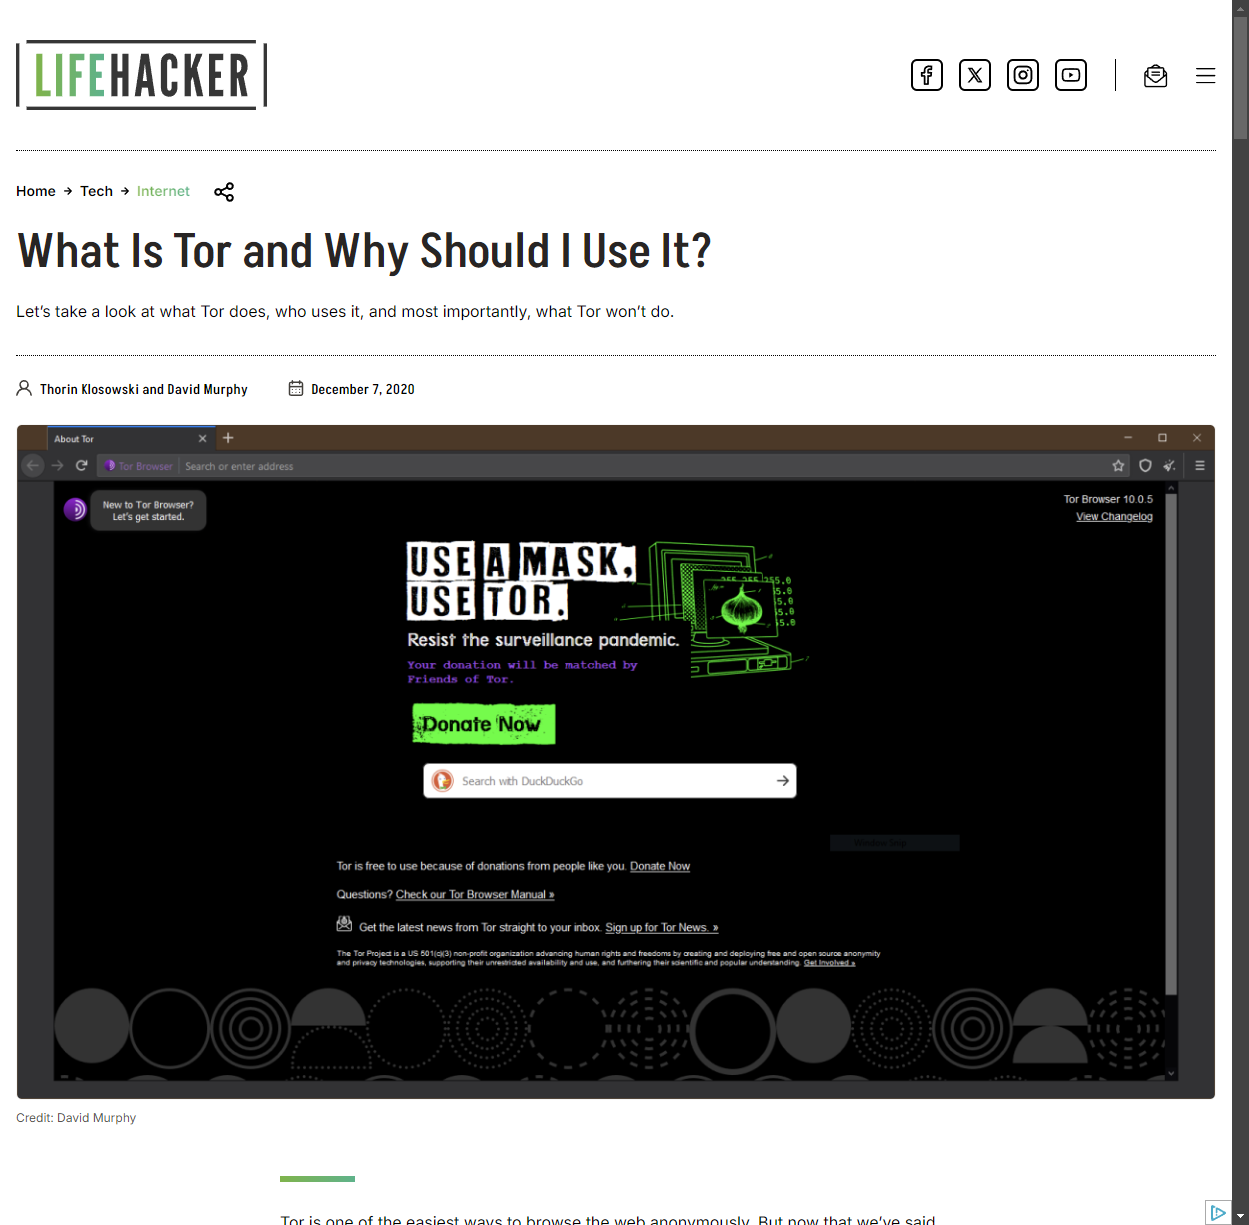 LIFEHACKER
Home → Tech → Internet
What Is Tor and Why Should I Use It?
Let’s take a look at what Tor does, who uses it, and most importantly, what Tor won’t do.
Thorin Klosowski and David Murphy
December 7, 2020
About Tor
Tor Browser
Search or enter address
New to Tor Browser?
Let's get started.
Tor Browser 10.0.5
View Changelog
USE A MASK,
USE TOR.
Resist the surveillance pandemic.
Your donation will be matched by
Friends of Tor.
Donate Now
Search with DuckDuckGo
Tor is free to use because of donations from people like you. Donate Now
Questions? Check our Tor Browser Manual »
Get the latest news from Tor straight to your inbox. Sign up for Tor News. »
The Tor Project is a US 501(c)(3) non-profit organization advancing human rights and freedoms by creating and deploying free and open source anonymity
and privacy technologies, supporting their unrestricted availability and use, and furthering their scientific and popular understanding. Get Involved »
Credit: David Murphy
Tor is one of the easiest ways to browse the web anonymously. But now that we’ve said